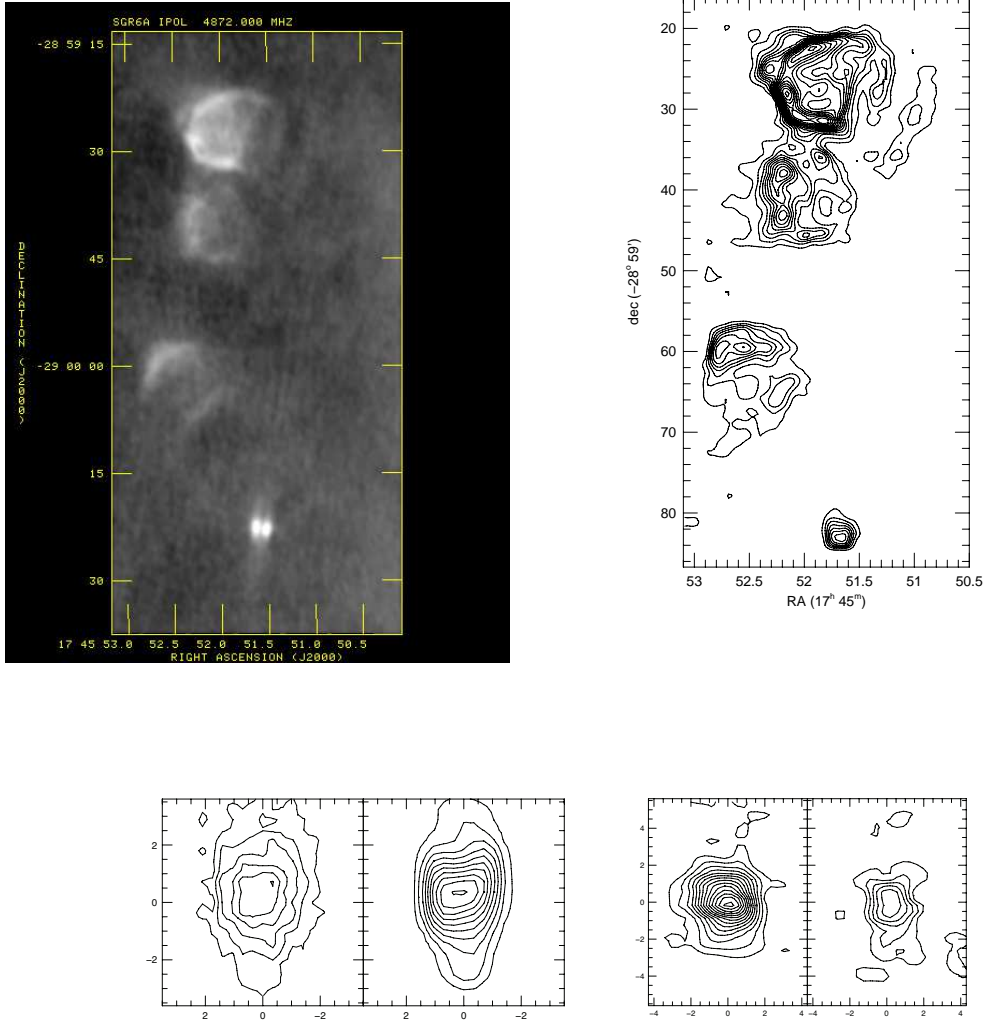 SGR6A IPOL 4872.000 MHZ
-28 59 15
30
45
-29 00 00
15
30
DECLINATION (J2000)
17 45 53.0 52.5 52.0 51.5 51.0 50.5
RIGHT ASCENSION (J2000)
20
30
40
50
60
70
80
dec (−28° 59′)
53 52.5 52 51.5 51 50.5
RA (17h 45m)
2
0
−2
2 0 −2 0 −2
4
2
0
−2
−4
−4 −2 0 2 4 −4 −2 0 2 4